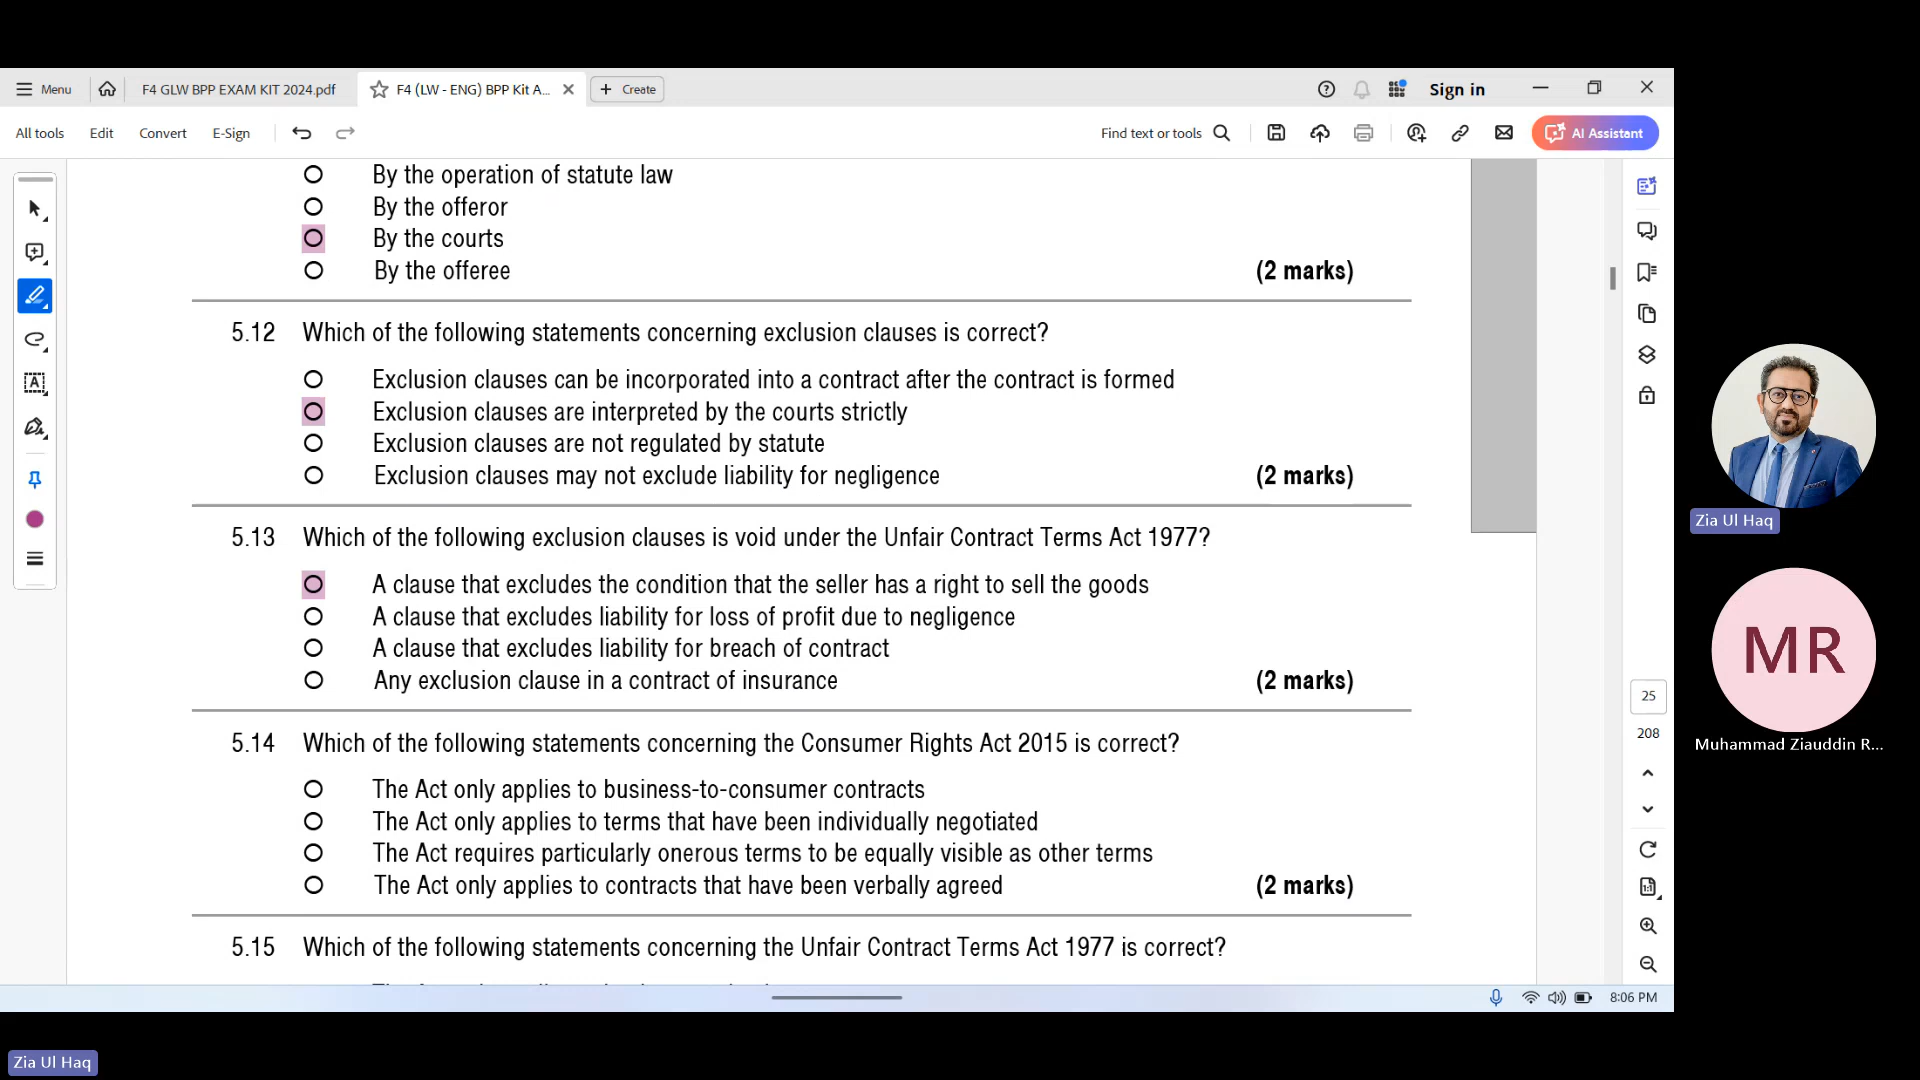 Menu
F4 GLW BPP EXAM KIT 2024.pdf
F4 (LW - ENG) BPP Kit A...
Create
Sign in
All tools
Edit
Convert
E-Sign
Find text or tools
AI Assistant
By the operation of statute law
By the offeror
By the courts
By the offeree (2 marks)
5.12 Which of the following statements concerning exclusion clauses is correct?
Exclusion clauses can be incorporated into a contract after the contract is formed
Exclusion clauses are interpreted by the courts strictly
Exclusion clauses are not regulated by statute
Exclusion clauses may not exclude liability for negligence (2 marks)
5.13 Which of the following exclusion clauses is void under the Unfair Contract Terms Act 1977?
A clause that excludes the condition that the seller has a right to sell the goods
A clause that excludes liability for loss of profit due to negligence
A clause that excludes liability for breach of contract
Any exclusion clause in a contract of insurance (2 marks)
5.14 Which of the following statements concerning the Consumer Rights Act 2015 is correct?
The Act only applies to business-to-consumer contracts
The Act only applies to terms that have been individually negotiated
The Act requires particularly onerous terms to be equally visible as other terms
The Act only applies to contracts that have been verbally agreed (2 marks)
5.15 Which of the following statements concerning the Unfair Contract Terms Act 1977 is correct?
25
208
8:06 PM
Zia Ul Haq
MR
Muhammad Ziauddin R...
Zia Ul Haq